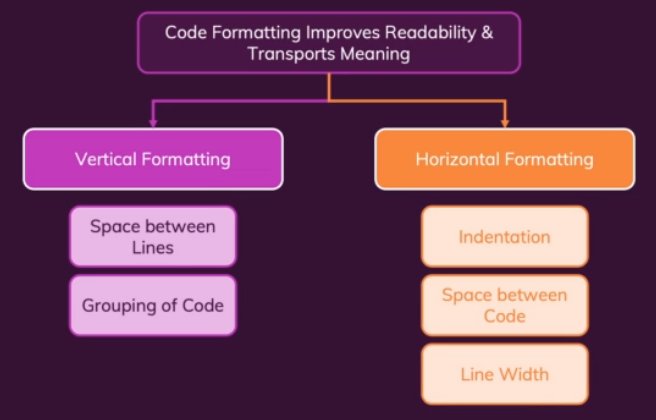 Code Formatting Improves Readability &
Transports Meaning
Vertical Formatting
Horizontal Formatting
Space between
Lines
Grouping of Code
Indentation
Space between
Code
Line Width